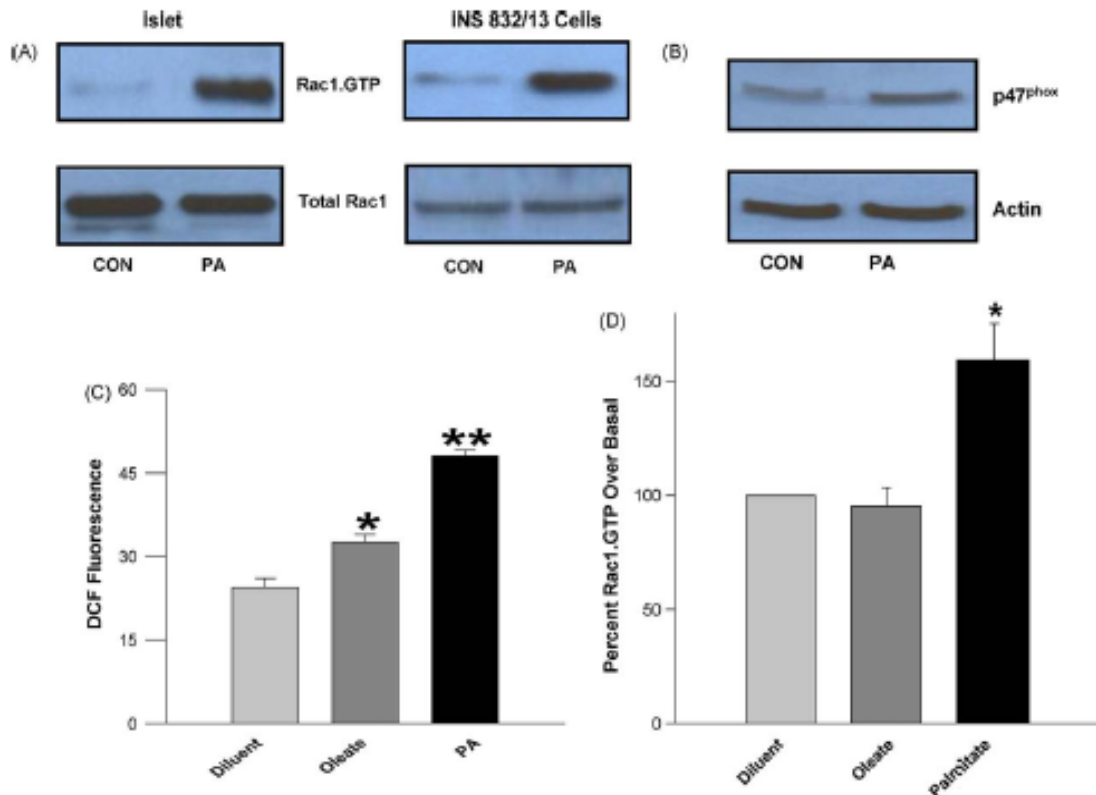 Islet
INS 832/13 Cells
(A)
Rac1.GTP
Total Rac1
CON PA
CON PA
(B)
p47phox
Actin
CON PA
(C)
DCF Fluorescence
60
45
30
15
0
*
**
Diluent
Oleate
PA
(D)
Percent Rac1.GTP Over Basal
150
100
50
0
*
Diluent
Oleate
Palmitate